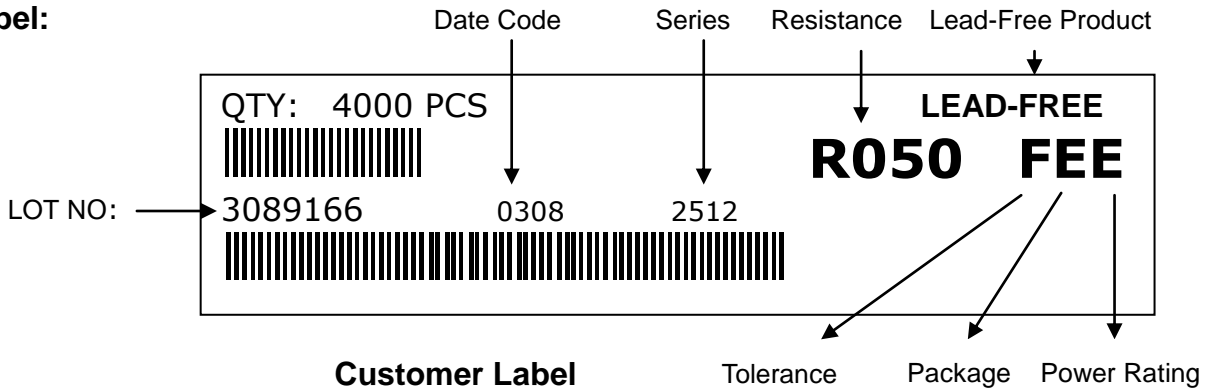 Date Code Series Resistance Lead-Free Product
QTY: 4000 PCS LEAD-FREE
R050 FEE
LOT NO: 3089166 0308 2512
Customer Label Tolerance Package Power Rating